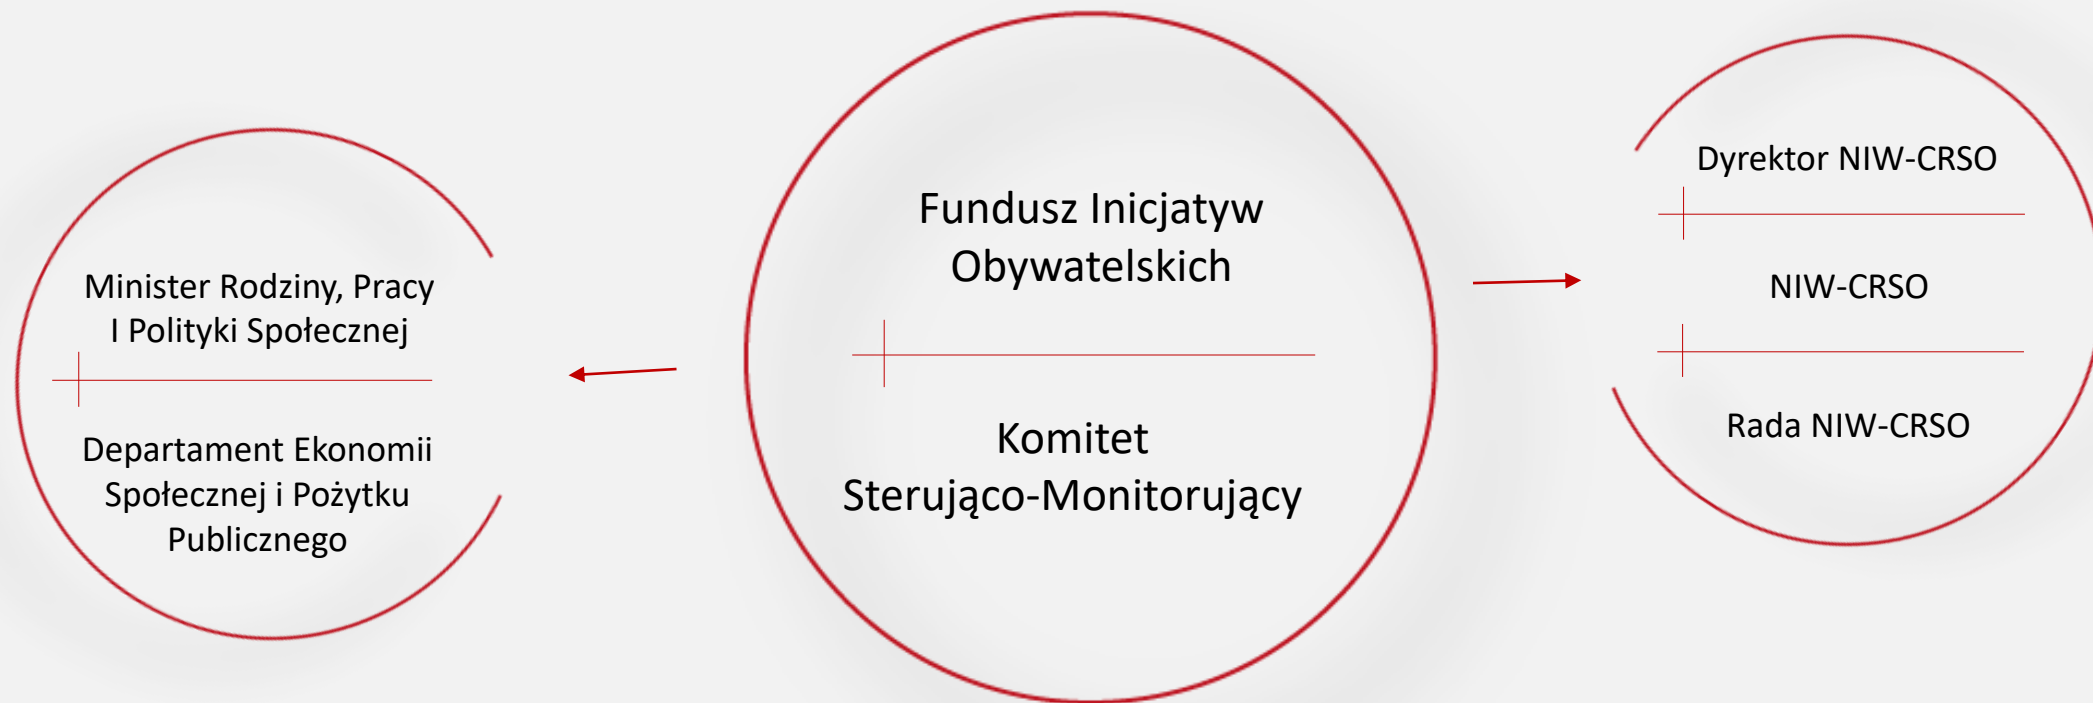 Minister Rodziny, Pracy
I Polityki Społecznej
Departament Ekonomii
Społecznej i Pożytku
Publicznego
Fundusz Inicjatyw
Obywatelskich
Komitet
Sterująco-Monitorujący
Dyrektor NIW-CRSO
NIW-CRSO
Rada NIW-CRSO